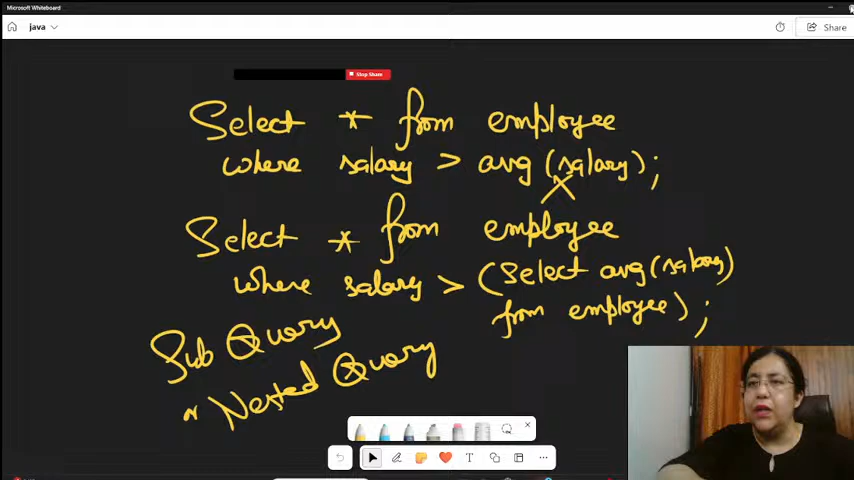 Microsoft Whiteboard
java
Share
Stop Share
Select * from employee
where salary > avg (salary);
X
Select * from employee
where salary > (Select avg(salary)
from employee);
Sub Query
or Nested Query
T